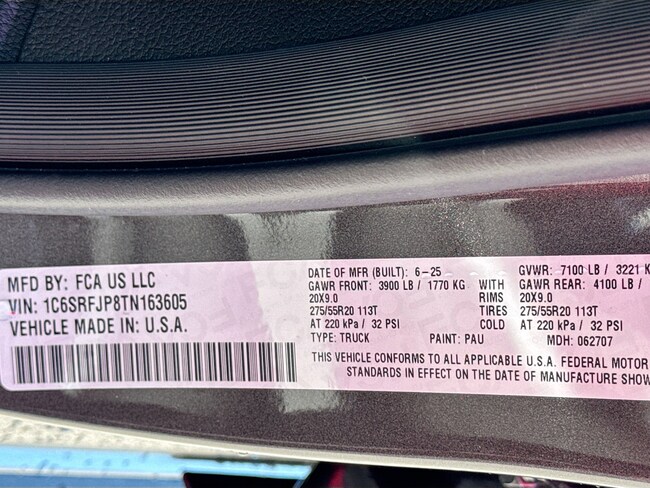 MFD BY: FCA US LLC
VIN: 1C6SRFJP8TN163605
VEHICLE MADE IN U.S.A.
DATE OF MFR (BUILT): 6-25 GVWR: 7100 LB / 3221 K
GAWR FRONT: 3900 LB / 1770 KG WITH GAWR REAR: 4100 LB /
20X9.0 RIMS 20X9.0
275/55R20 113T TIRES 275/55R20 113T
AT 220 kPa / 32 PSI COLD AT 220 kPa / 32 PSI
TYPE: TRUCK PAINT: PAU MDH: 062707
THIS VEHICLE CONFORMS TO ALL APPLICABLE U.S.A. FEDERAL MOTOR
STANDARDS IN EFFECT ON THE DATE OF MANUFACTURE SHOW